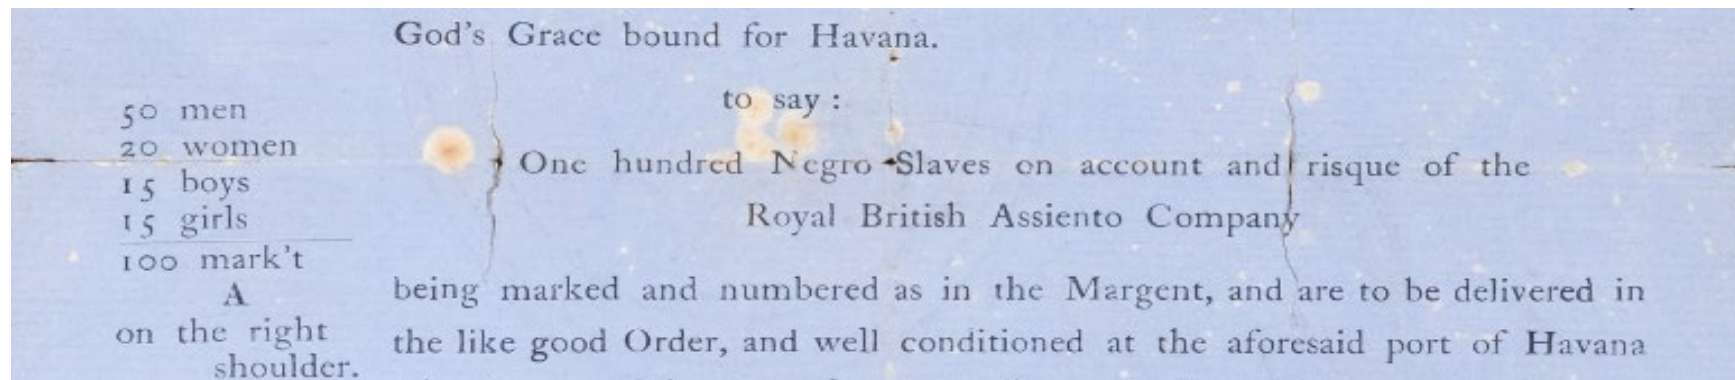 God's Grace bound for Havana.
to say :
50 men
20 women
15 boys
15 girls
100 mark't
A
on the right
shoulder.
One hundred Negro Slaves on account and risque of the
Royal British Assiento Company
being marked and numbered as in the Margent, and are to be delivered in
the like good Order, and well conditioned at the aforesaid port of Havana